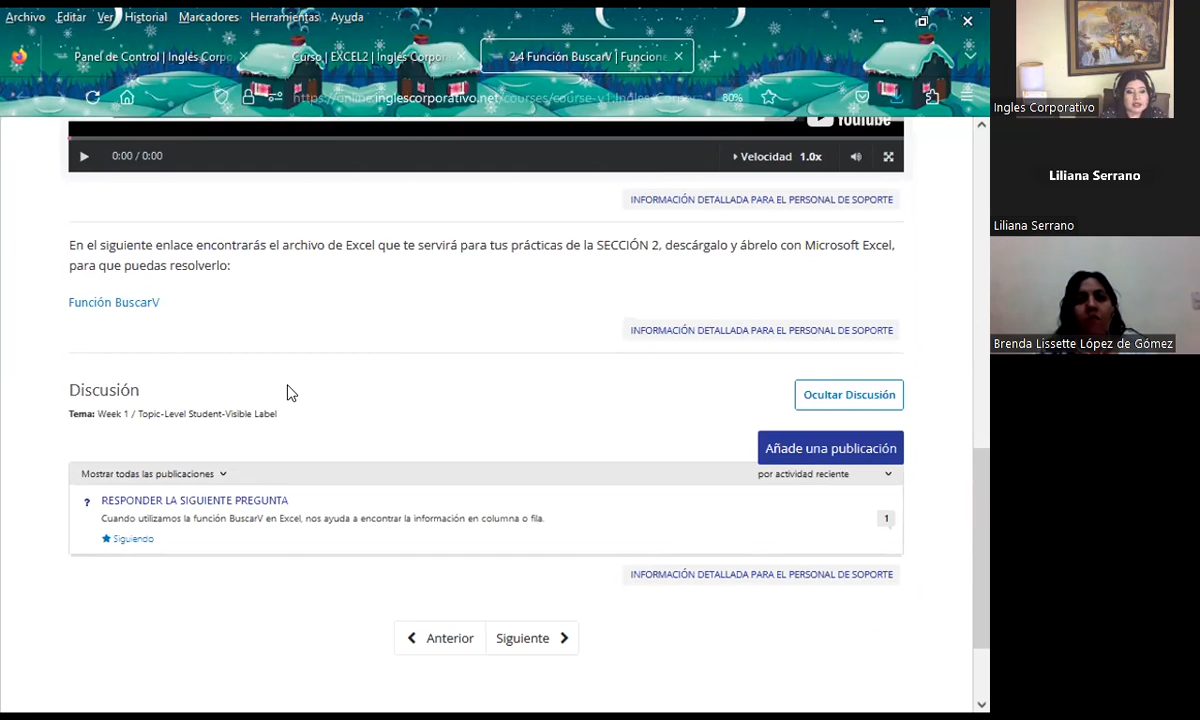 Archivo Editar Ver Historial Marcadores Herramientas Ayuda
Panel de Control | Inglés Corpo
Curso | EXCEL2 | Inglés Corpor
2.4 Función BuscarV | Funcione
https://online.inglescorporativo.net/courses/course-v1:Ingles
80%
YouTube
0:00 / 0:00
Velocidad 1.0x
INFORMACIÓN DETALLADA PARA EL PERSONAL DE SOPORTE
En el siguiente enlace encontrarás el archivo de Excel que te servirá para tus prácticas de la SECCIÓN 2, descárgalo y ábrelo con Microsoft Excel,
para que puedas resolverlo:
Función BuscarV
INFORMACIÓN DETALLADA PARA EL PERSONAL DE SOPORTE
Discusión
Ocultar Discusión
Tema: Week 1 / Topic-Level Student-Visible Label
Añade una publicación
Mostrar todas las publicaciones
por actividad reciente
? RESPONDER LA SIGUIENTE PREGUNTA
Cuando utilizamos la función BuscarV en Excel, nos ayuda a encontrar la información en columna o fila.
1
Siguiendo
INFORMACIÓN DETALLADA PARA EL PERSONAL DE SOPORTE
Anterior
Siguiente
Ingles Corporativo
Liliana Serrano
Liliana Serrano
Brenda Lissette López de Gómez